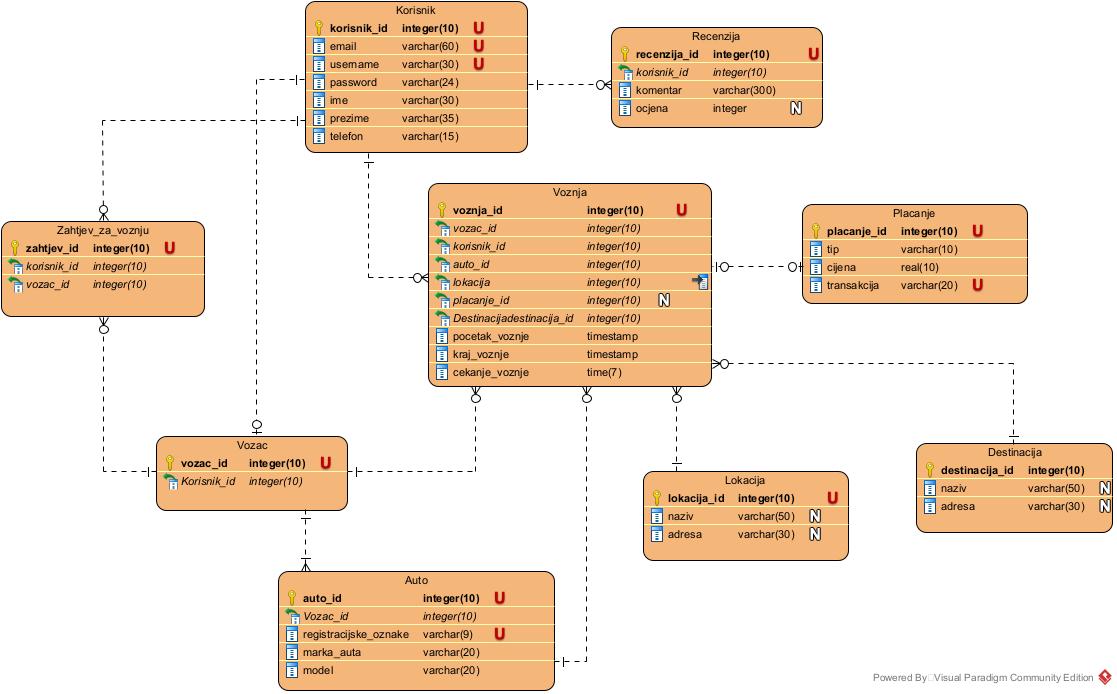 Korisnik
korisnik_id integer(10) U
email varchar(60) U
username varchar(30) U
password varchar(24)
ime varchar(30)
prezime varchar(35)
telefon varchar(15)
Recenzija
recenzija_id integer(10) U
korisnik_id integer(10)
komentar varchar(300)
ocjena integer N
Voznja
voznja_id integer(10) U
vozac_id integer(10)
korisnik_id integer(10)
auto_id integer(10)
lokacija integer(10)
placanje_id integer(10) N
Destinacijadestinacija_id integer(10)
pocetak_voznje timestamp
kraj_voznje timestamp
cekanje_voznje time(7)
Placanje
placanje_id integer(10) U
tip varchar(10)
cijena real(10)
transakcija varchar(20) U
Zahtjev_za_voznju
zahtjev_id integer(10) U
korisnik_id integer(10)
vozac_id integer(10)
Vozac
vozac_id integer(10) U
Korisnik_id integer(10)
Lokacija
lokacija_id integer(10) U
naziv varchar(50) N
adresa varchar(30) N
Destinacija
destinacija_id integer(10)
naziv varchar(50) N
adresa varchar(30) N
Auto
auto_id integer(10) U
Vozac_id integer(10)
registracijske_oznake varchar(9) U
marka_auta varchar(20)
model varchar(20)
Powered By Visual Paradigm Community Edition